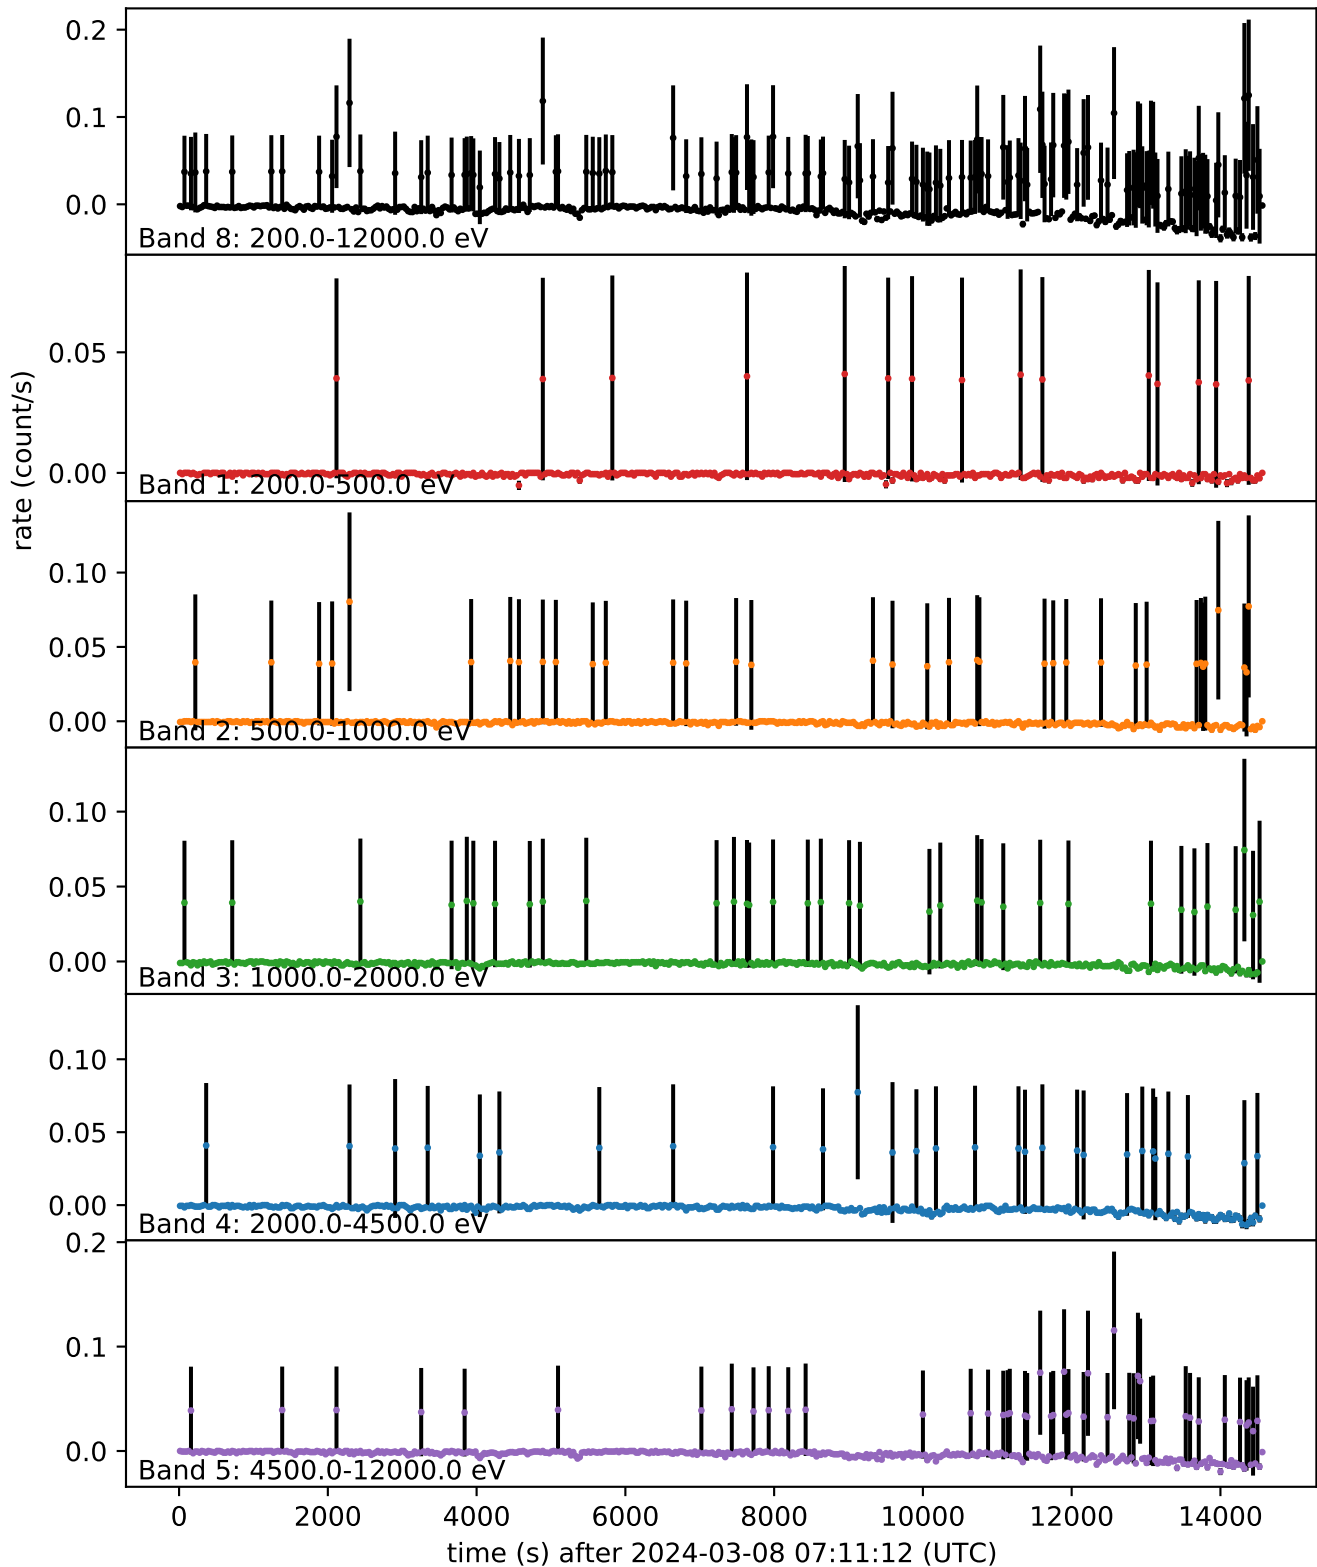 0.2
0.1
0.0
Band 8: 200.0-12000.0 eV
0.05
0.00
Band 1: 200.0-500.0 eV
rate (count/s)
0.10
0.05
0.00
Band 2: 500.0-1000.0 eV
0.10
0.05
0.00
Band 3: 1000.0-2000.0 eV
0.10
0.05
0.00
Band 4: 2000.0-4500.0 eV
0.2
0.1
0.0
Band 5: 4500.0-12000.0 eV
0 2000 4000 6000 8000 10000 12000 14000
time (s) after 2024-03-08 07:11:12 (UTC)